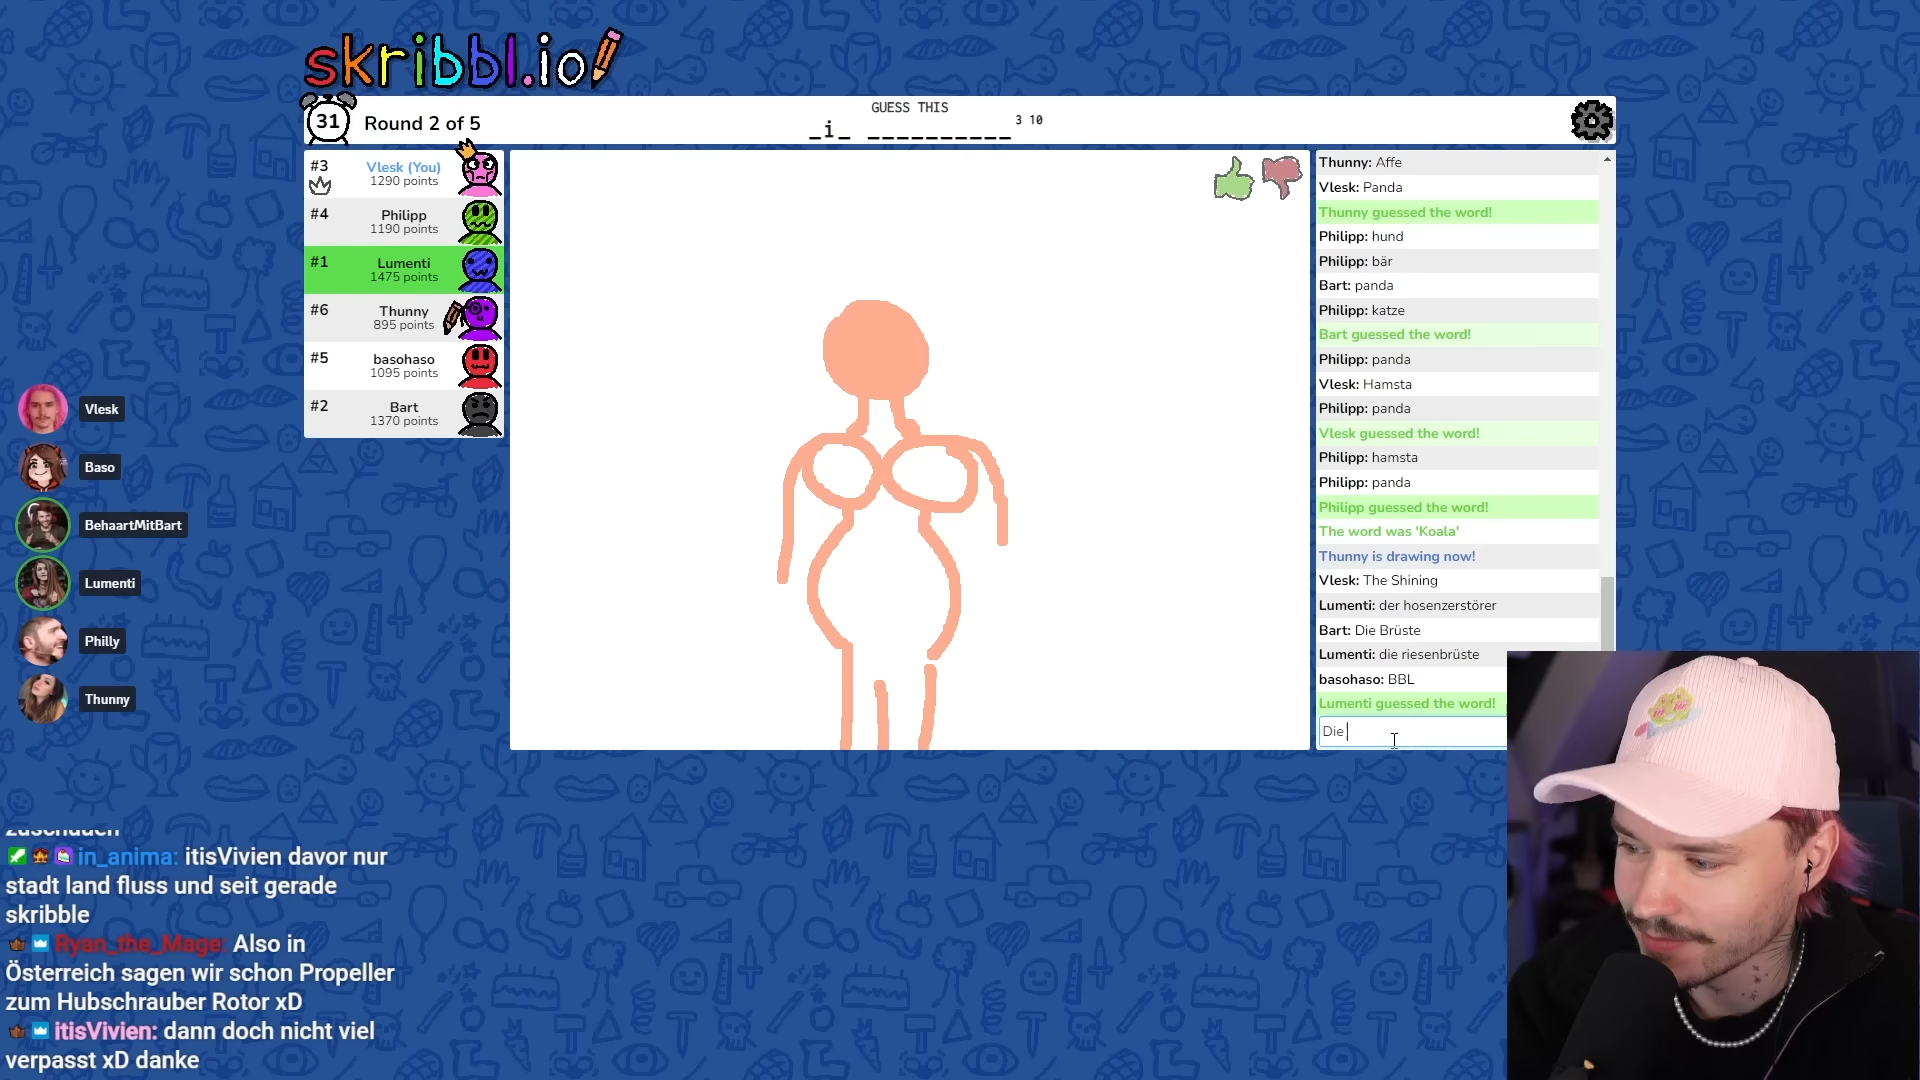 skribbl.io
31
Round 2 of 5
GUESS THIS
_i_ __________ 3 10
#3
Vlesk (You)
1290 points
#4
Philipp
1190 points
#1
Lumenti
1475 points
#6
Thunny
895 points
#5
basohaso
1095 points
#2
Bart
1370 points
Thunny: Affe
Vlesk: Panda
Thunny guessed the word!
Philipp: hund
Philipp: bär
Bart: panda
Philipp: katze
Bart guessed the word!
Philipp: panda
Vlesk: Hamsta
Philipp: panda
Vlesk guessed the word!
Philipp: hamsta
Philipp: panda
Philipp guessed the word!
The word was 'Koala'
Thunny is drawing now!
Vlesk: The Shining
Lumenti: der hosenzerstörer
Bart: Die Brüste
Lumenti: die riesenbrüste
basohaso: BBL
Lumenti guessed the word!
Die
Vlesk
Baso
BehaartMitBart
Lumenti
Philly
Thunny
zuschauen
in_anima: itisVivien davor nur
stadt land fluss und seit gerade
skribble
Ryan_the_Mage: Also in
Österreich sagen wir schon Propeller
zum Hubschrauber Rotor xD
itisVivien: dann doch nicht viel
verpasst xD danke